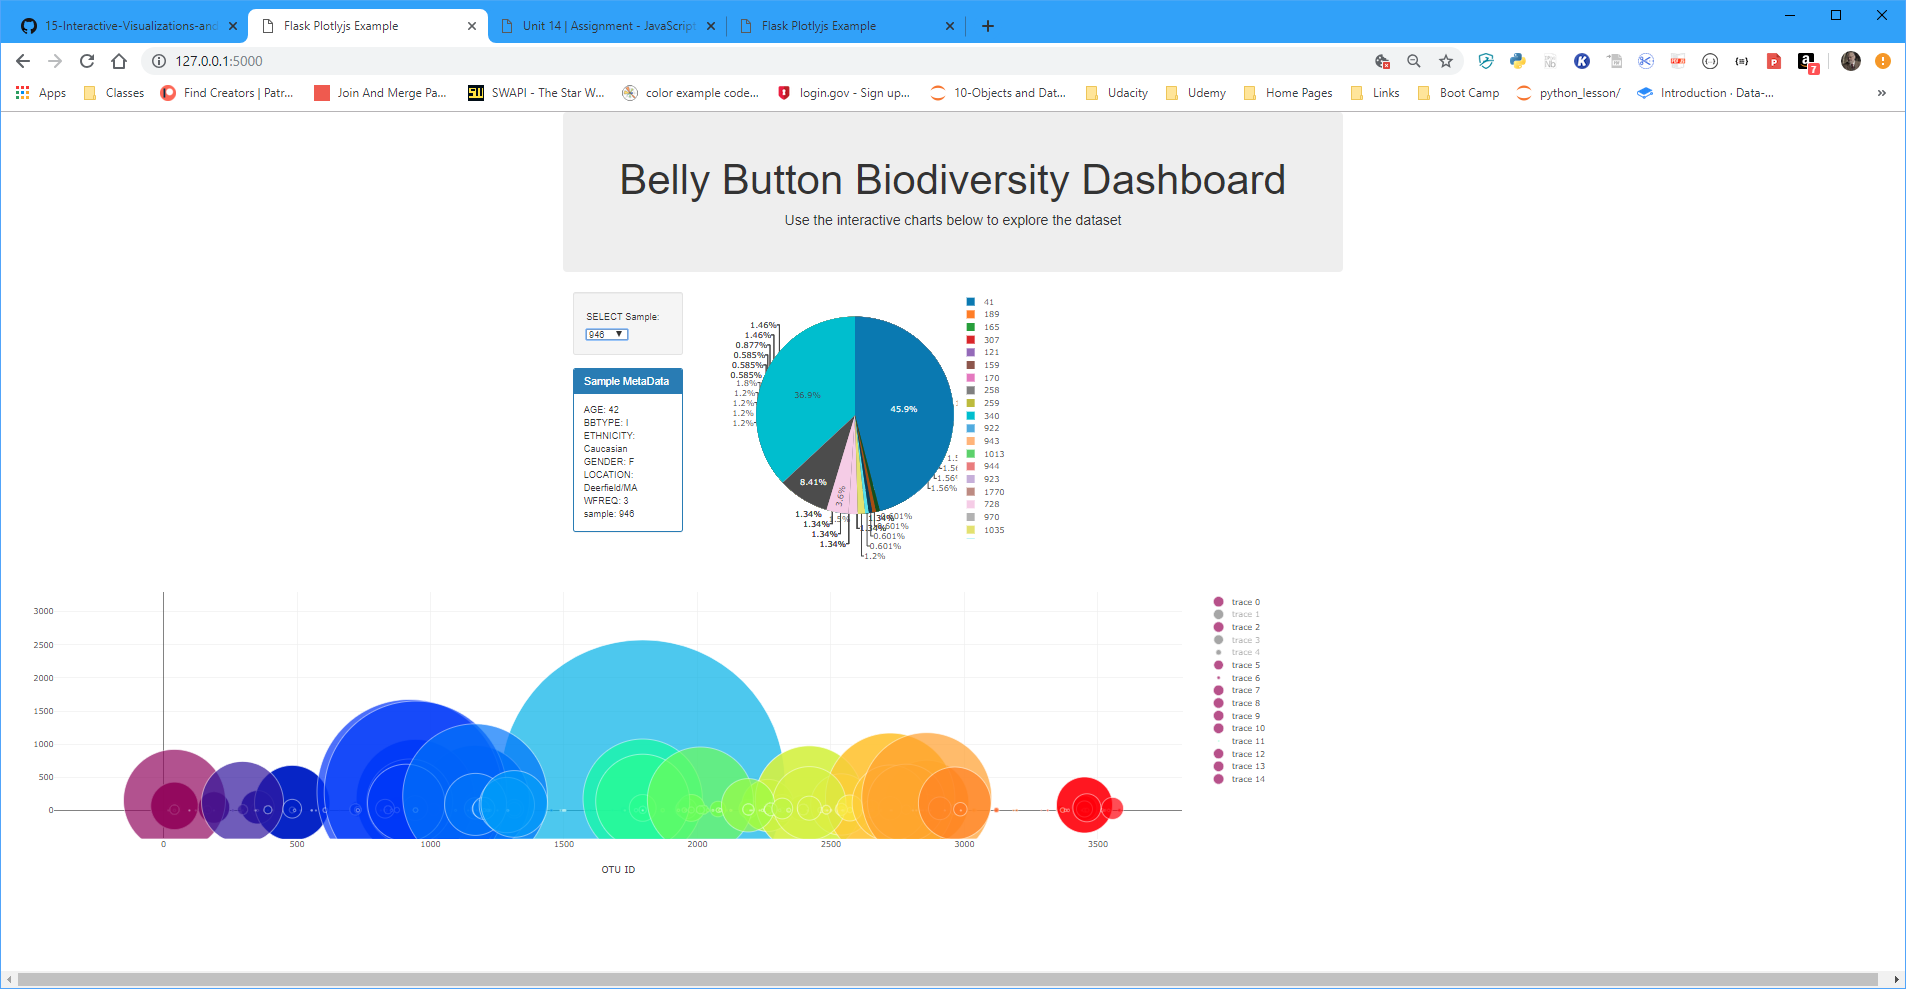 15-Interactive-Visualizations-and
Flask Plotlyjs Example
Unit 14 | Assignment - JavaScript
Flask Plotlyjs Example
127.0.0.1:5000
Apps
Classes
Find Creators | Patr...
Join And Merge Pa...
SWAPI - The Star W...
color example code...
login.gov - Sign up...
10-Objects and Dat...
Udacity
Udemy
Home Pages
Links
Boot Camp
python_lesson/
Introduction · Data-...
»
7
Belly Button Biodiversity Dashboard
Use the interactive charts below to explore the dataset
SELECT Sample:
946
Sample MetaData
AGE: 42
BBTYPE: I
ETHNICITY:
Caucasian
GENDER: F
LOCATION:
Deerfield/MA
WFREQ: 3
sample: 946
1.46%
1.46%
0.877%
0.585%
0.585%
0.585%
1.8%
1.2%
1.2%
1.2%
1.2%
36.9%
45.9%
8.41%
3.6%
1.56%
1.34%
1.34%
1.34%
1.34%
1.34%
1.34%
0.601%
0.601%
0.601%
0.601%
1.2%
41
189
165
307
121
159
170
258
259
340
922
943
1013
944
923
1770
728
970
1035
3000
2500
2000
1500
1000
500
0
0
500
1000
1500
2000
2500
3000
3500
OTU ID
trace 0
trace 1
trace 2
trace 3
trace 4
trace 5
trace 6
trace 7
trace 8
trace 9
trace 10
trace 11
trace 12
trace 13
trace 14